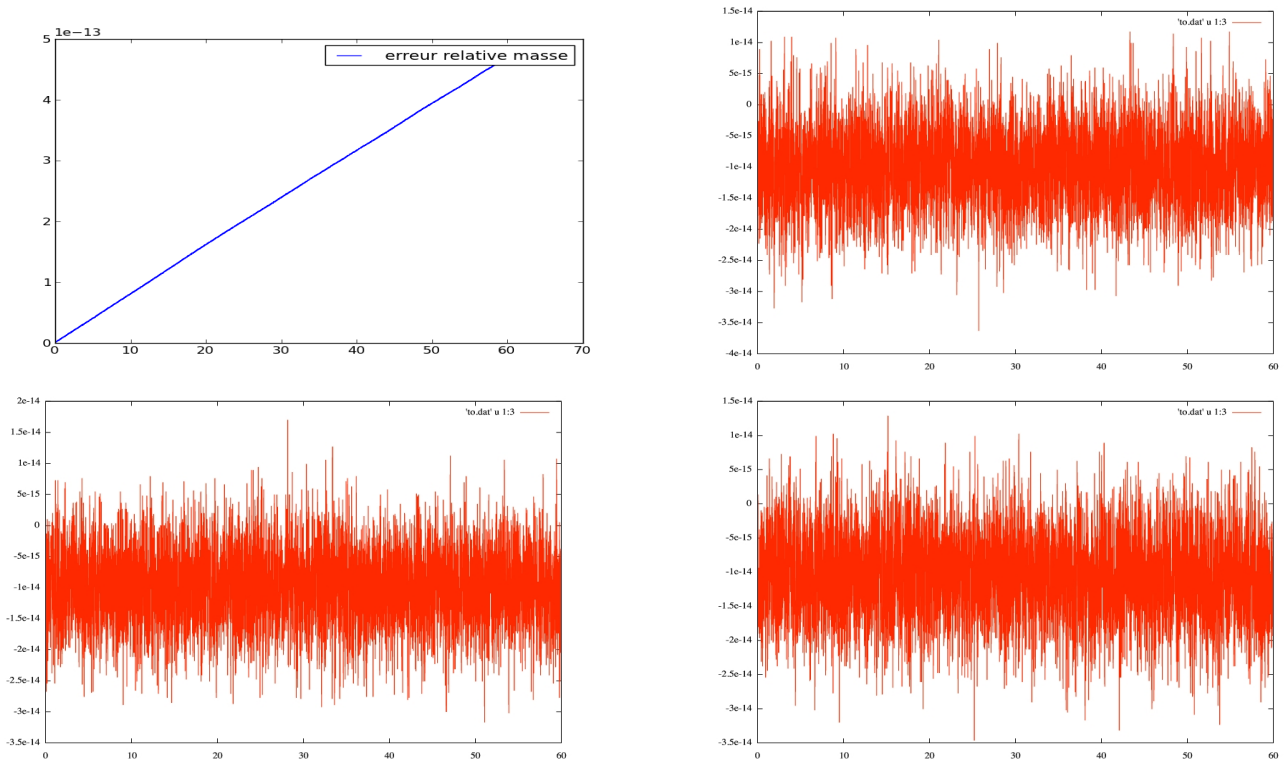 1e−13
erreur relative masse
5
4
3
2
1
0
0 10 20 30 40 50 60 70
'to.dat' u 1:3
1.5e-14
1e-14
5e-15
0
-5e-15
-1e-14
-1.5e-14
-2e-14
-2.5e-14
-3e-14
-3.5e-14
-4e-14
0 10 20 30 40 50 60
'to.dat' u 1:3
2e-14
1.5e-14
1e-14
5e-15
0
-5e-15
-1e-14
-1.5e-14
-2e-14
-2.5e-14
-3e-14
-3.5e-14
0 10 20 30 40 50 60
'to.dat' u 1:3
1.5e-14
1e-14
5e-15
0
-5e-15
-1e-14
-1.5e-14
-2e-14
-2.5e-14
-3e-14
-3.5e-14
0 10 20 30 40 50 60